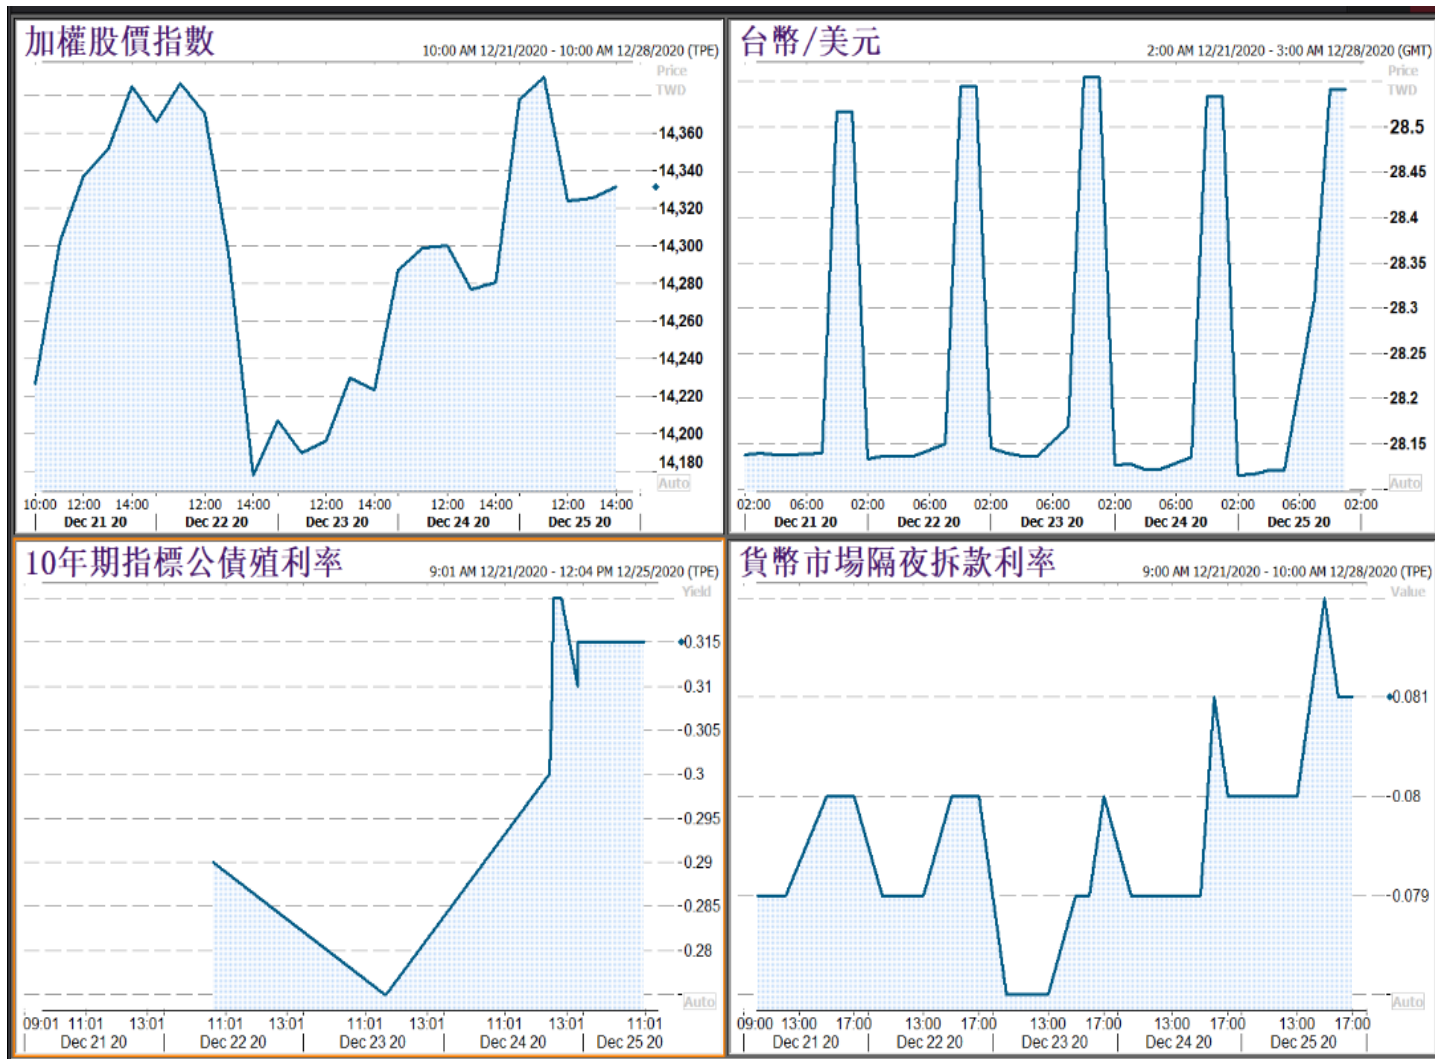 加權股價指數
10:00 AM 12/21/2020 - 10:00 AM 12/28/2020 (TPE)
Price
TWD
14,360
14,340
14,320
14,300
14,280
14,260
14,240
14,220
14,200
14,180
Auto
10:00 12:00 14:00 12:00 14:00 12:00 14:00 12:00 14:00 12:00 14:00
Dec 21 20 Dec 22 20 Dec 23 20 Dec 24 20 Dec 25 20
台幣/美元
2:00 AM 12/21/2020 - 3:00 AM 12/28/2020 (GMT)
Price
TWD
28.5
28.45
28.4
28.35
28.3
28.25
28.2
28.15
Auto
02:00 06:00 02:00 06:00 02:00 06:00 02:00 06:00 02:00 06:00 02:00
Dec 21 20 Dec 22 20 Dec 23 20 Dec 24 20 Dec 25 20
10年期指標公債殖利率
9:01 AM 12/21/2020 - 12:04 PM 12/25/2020 (TPE)
Yield
0.315
0.31
0.305
0.3
0.295
0.29
0.285
0.28
Auto
09:01 11:01 13:01 11:01 13:01 11:01 13:01 11:01 13:01 11:01
Dec 21 20 Dec 22 20 Dec 23 20 Dec 24 20 Dec 25 20
貨幣市場隔夜拆款利率
9:00 AM 12/21/2020 - 10:00 AM 12/28/2020 (TPE)
Value
0.081
0.08
0.079
Auto
09:00 13:00 17:00 13:00 17:00 13:00 17:00 13:00 17:00 13:00 17:00
Dec 21 20 Dec 22 20 Dec 23 20 Dec 24 20 Dec 25 20